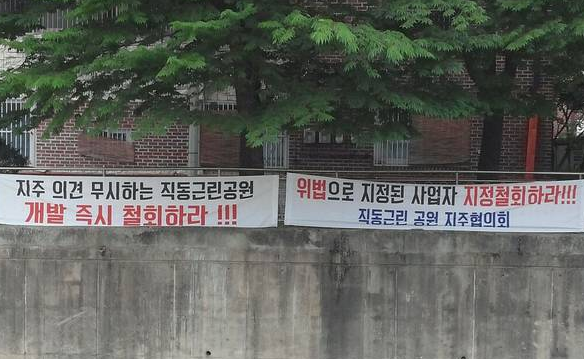 지주 의견 무시하는 직동근린공원
개발 즉시 철회하라 !!!
위법으로 지정된 사업자 지정철회하라!!!
직동근린 공원 지주협의회